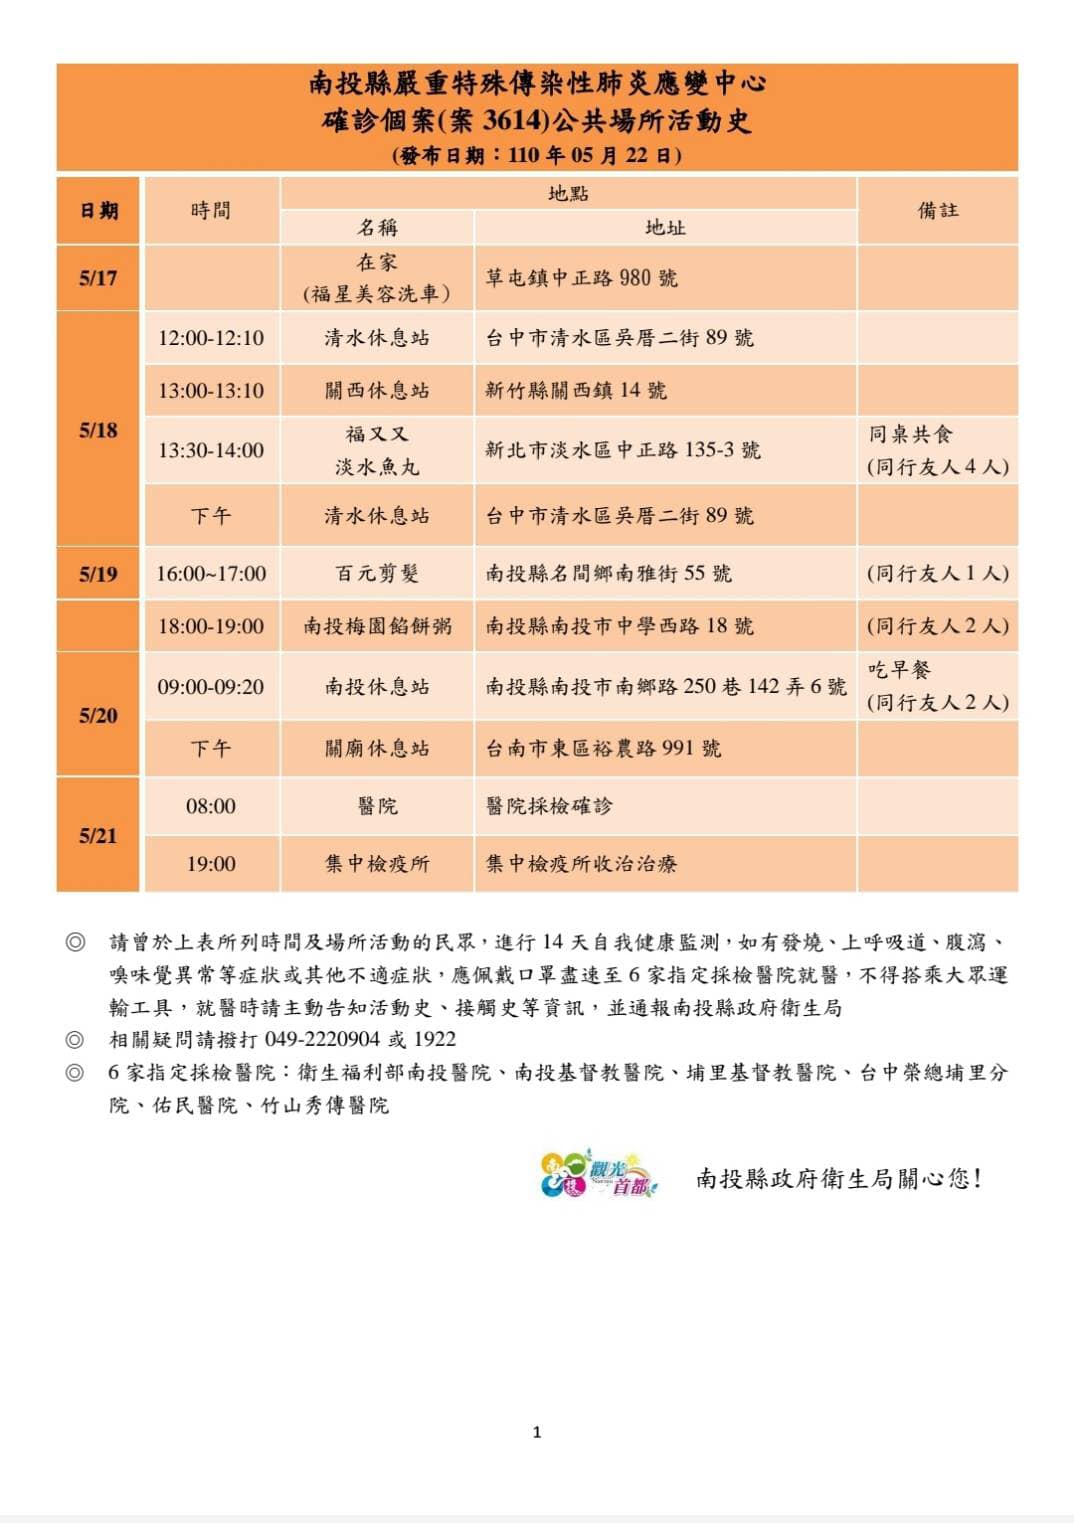 南投縣嚴重特殊傳染性肺炎應變中心
確診個案(案 3614)公共場所活動史
(發布日期：110 年 05 月 22 日)
日期 時間 地點 備註
名稱 地址
5/17 在家 (福星美容洗車) 草屯鎮中正路 980 號
5/18 12:00-12:10 清水休息站 台中市清水區吳厝二街 89 號
13:00-13:10 關西休息站 新竹縣關西鎮 14 號
13:30-14:00 福又又 淡水魚丸 新北市淡水區中正路 135-3 號 同桌共食 (同行友人 4 人)
下午 清水休息站 台中市清水區吳厝二街 89 號
5/19 16:00~17:00 百元剪髮 南投縣名間鄉南雅街 55 號 (同行友人 1 人)
18:00-19:00 南投梅園餡餅粥 南投縣南投市中學西路 18 號 (同行友人 2 人)
5/20 09:00-09:20 南投休息站 南投縣南投市南鄉路 250 巷 142 弄 6 號 吃早餐 (同行友人 2 人)
下午 關廟休息站 台南市東區裕農路 991 號
5/21 08:00 醫院 醫院採檢確診
19:00 集中檢疫所 集中檢疫所收治治療
◎ 請曾於上表所列時間及場所活動的民眾，進行 14 天自我健康監測，如有發燒、上呼吸道、腹瀉、
嗅味覺異常等症狀或其他不適症狀，應佩戴口罩盡速至 6 家指定採檢醫院就醫，不得搭乘大眾運
輸工具，就醫時請主動告知活動史、接觸史等資訊，並通報南投縣政府衛生局
◎ 相關疑問請撥打 049-2220904 或 1922
◎ 6 家指定採檢醫院：衛生福利部南投醫院、南投基督教醫院、埔里基督教醫院、台中榮總埔里分
院、佑民醫院、竹山秀傳醫院
南投 觀光 首都
南投縣政府衛生局關心您!
1